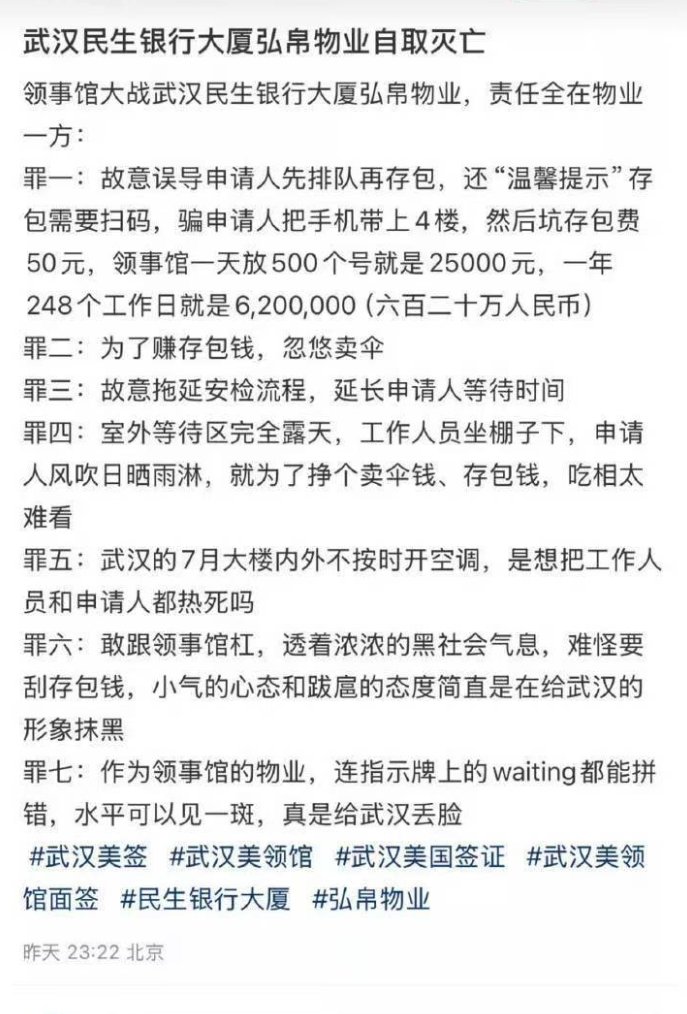 武汉民生银行大厦弘帛物业自取灭亡
领事馆大战武汉民生银行大厦弘帛物业，责任全在物业
一方：
罪一：故意误导申请人先排队再存包，还“温馨提示”存
包需要扫码，骗申请人把手机带上4楼，然后坑存包费
50元，领事馆一天放500个号就是25000元，一年
248个工作日就是6,200,000（六百二十万人民币）
罪二：为了赚存包钱，忽悠卖伞
罪三：故意拖延安检流程，延长申请人等待时间
罪四：室外等待区完全露天，工作人员坐棚子下，申请
人风吹日晒雨淋，就为了挣个卖伞钱、存包钱，吃相太
难看
罪五：武汉的7月大楼内外不按时开空调，是想把工作人
员和申请人都热死吗
罪六：敢跟领事馆杠，透着浓浓的黑社会气息，难怪要
刮存包钱，小气的心态和跋扈的态度简直是在给武汉的
形象抹黑
罪七：作为领事馆的物业，连指示牌上的waiting都能拼
错，水平可以见一斑，真是给武汉丢脸
#武汉美签 #武汉美领馆 #武汉美国签证 #武汉美领
馆面签 #民生银行大厦 #弘帛物业
昨天 23:22 北京